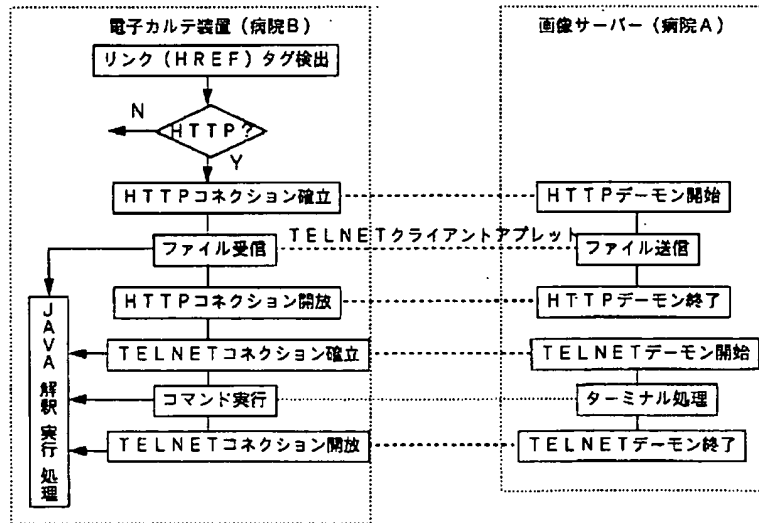 電子カルテ装置（病院B）
画像サーバー（病院A）
リンク（HREF）タグ検出
N
HTTP？
Y
HTTPコネクション確立
HTTPデーモン開始
TELNETクライアントアプレット
ファイル受信
ファイル送信
HTTPコネクション開放
HTTPデーモン終了
JAVA 解釈 実行 処理
TELNETコネクション確立
TELNETデーモン開始
コマンド実行
ターミナル処理
TELNETコネクション開放
TELNETデーモン終了